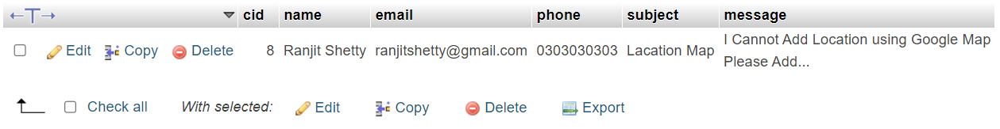 cid name email phone subject message
Edit Copy Delete 8 Ranjit Shetty ranjitshetty@gmail.com 0303030303 Lacation Map I Cannot Add Location using Google Map
Please Add...
Check all With selected: Edit Copy Delete Export